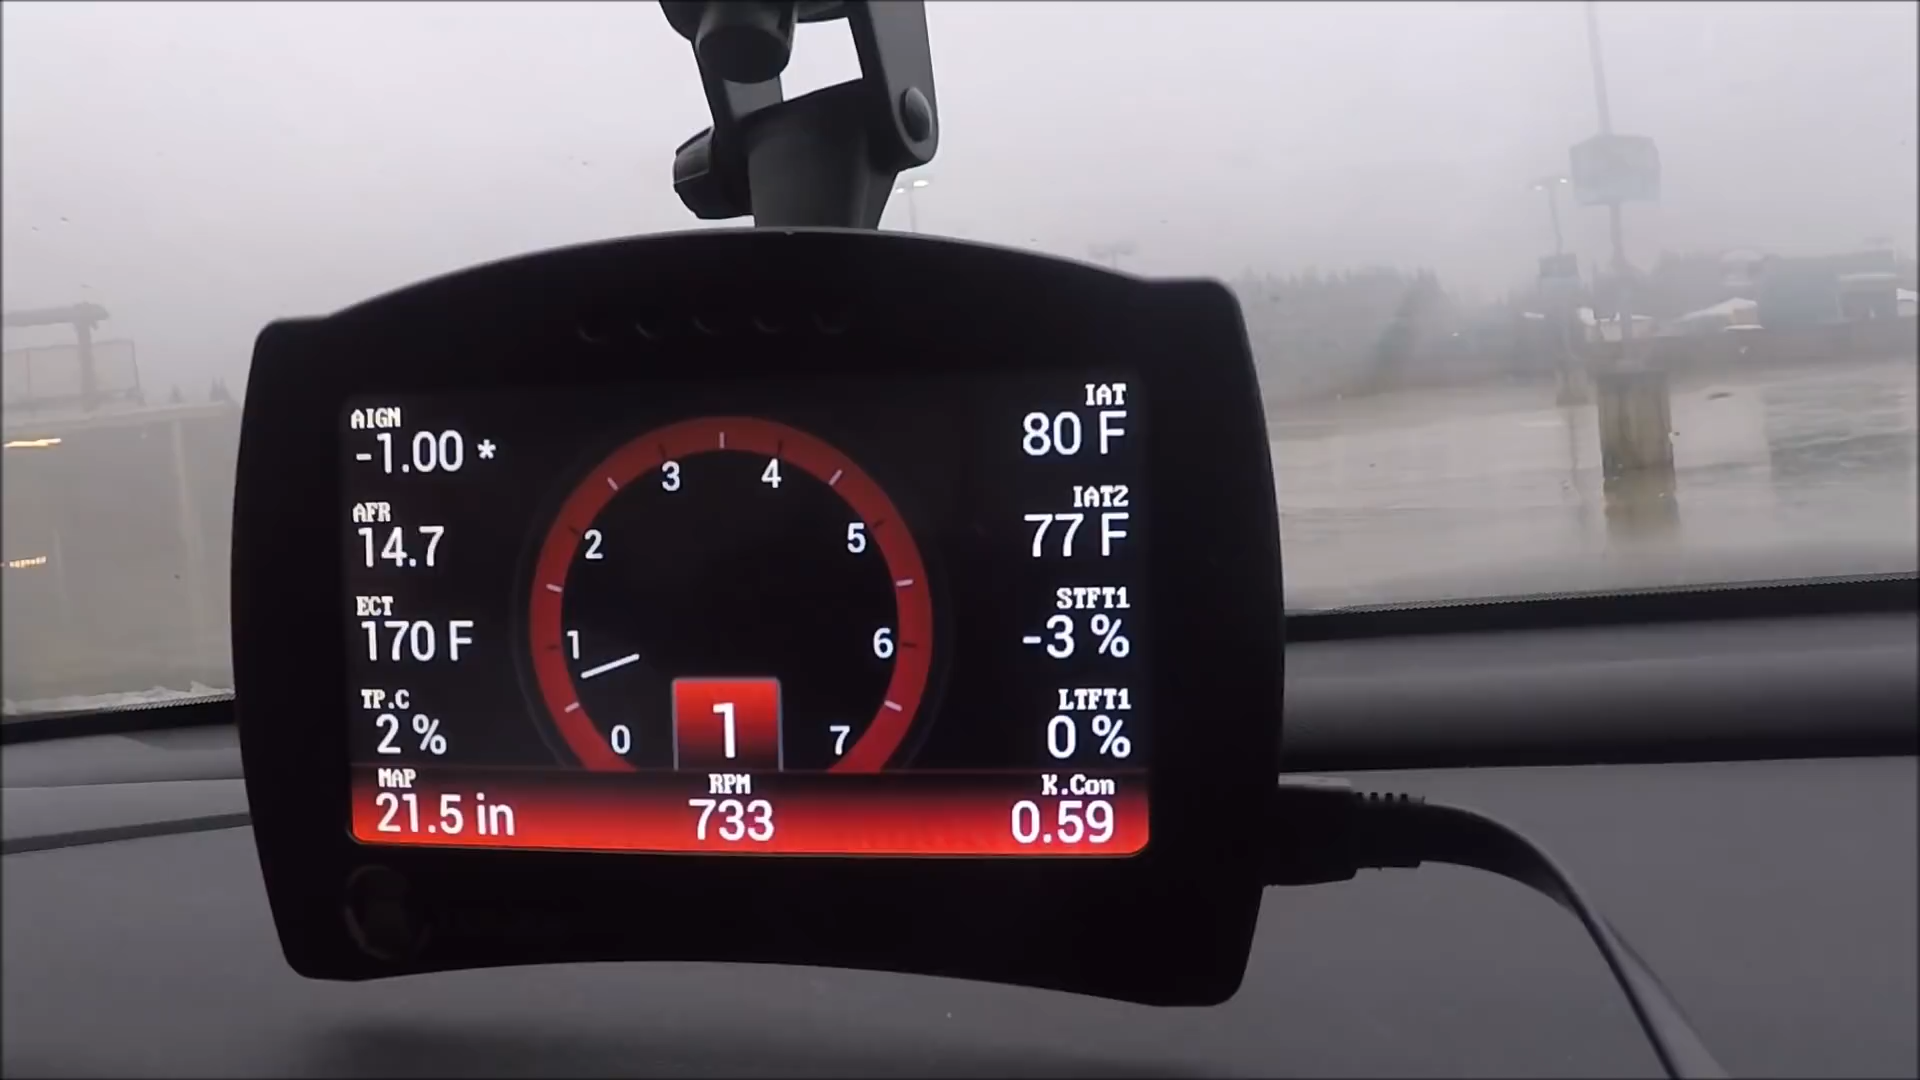 AIGN
-1.00 *
AFR
14.7
ECT
170 F
TP.C
2 %
MAP
21.5 in
0
1
2
3
4
5
6
7
1
RPM
733
IAT
80 F
IAT2
77 F
STFT1
-3 %
LTFT1
0 %
K.Con
0.59